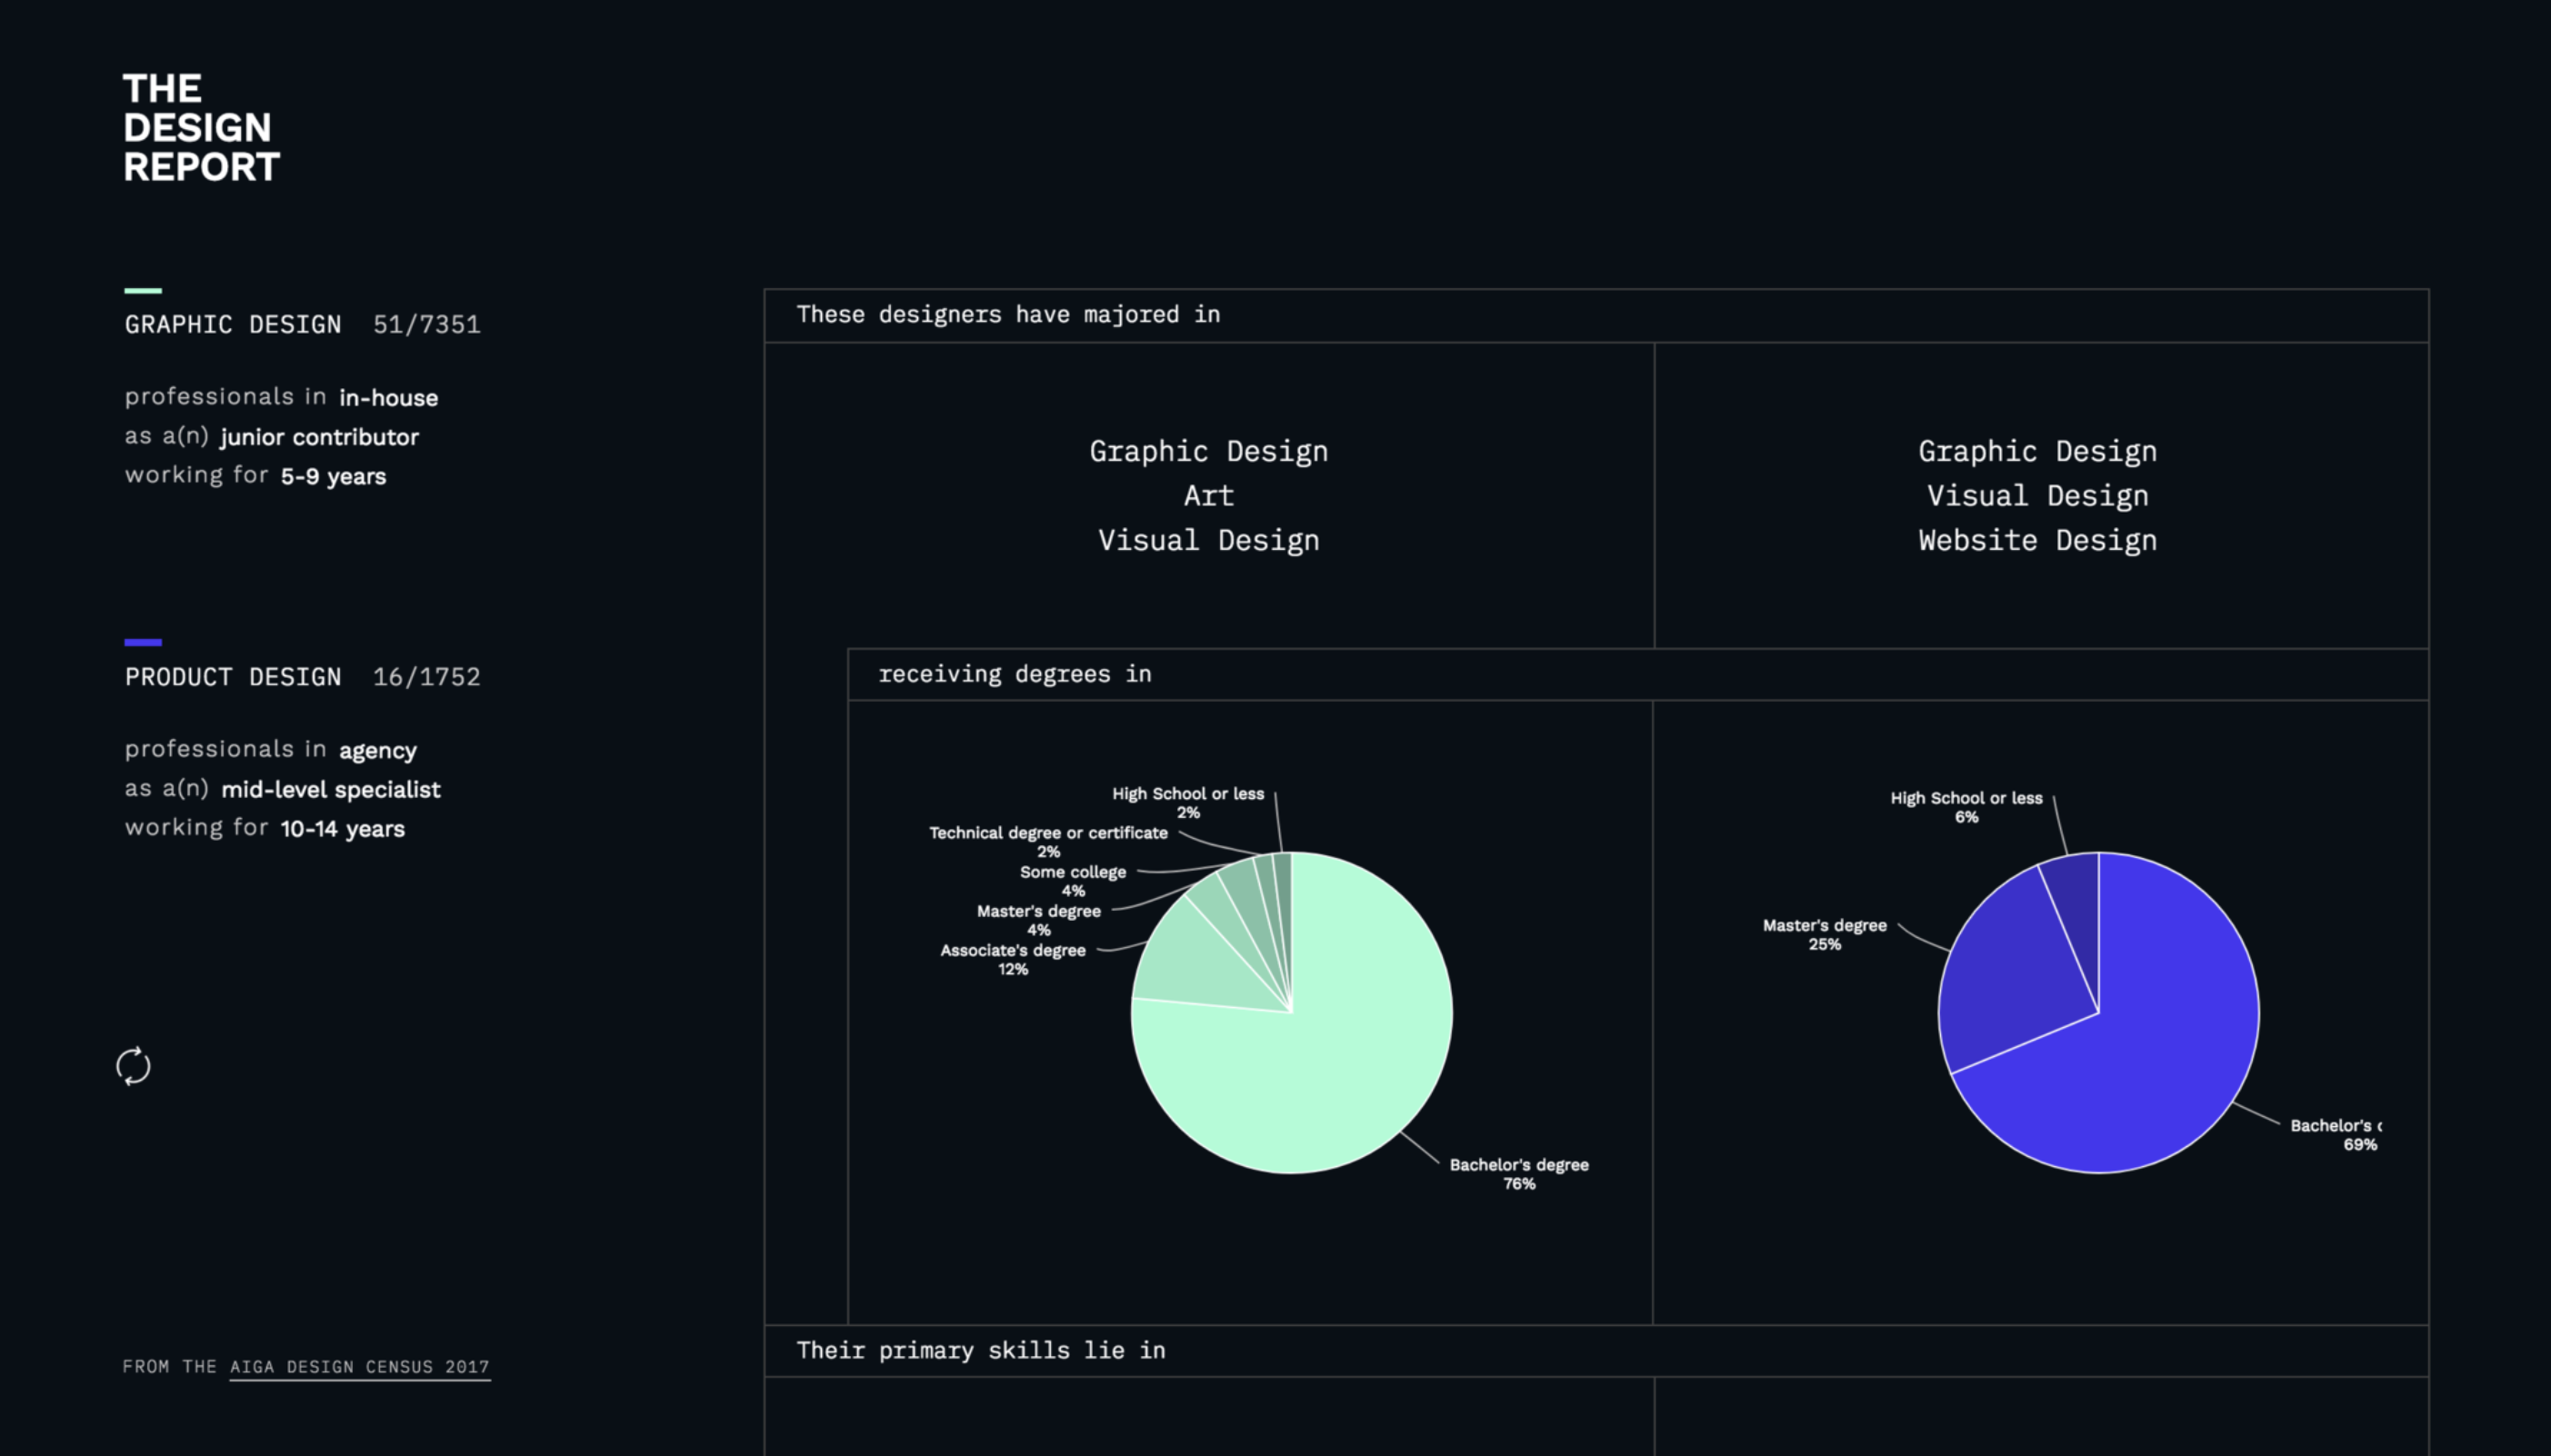 THE
DESIGN
REPORT
GRAPHIC DESIGN 51/7351
professionals in in-house
as a(n) junior contributor
working for 5-9 years
PRODUCT DESIGN 16/1752
professionals in agency
as a(n) mid-level specialist
working for 10-14 years
FROM THE AIGA DESIGN CENSUS 2017
These designers have majored in
Graphic Design
Art
Visual Design
Graphic Design
Visual Design
Website Design
receiving degrees in
High School or less
2%
Technical degree or certificate
2%
Some college
4%
Master's degree
4%
Associate's degree
12%
Bachelor's degree
76%
High School or less
6%
Master's degree
25%
Bachelor's
69%
Their primary skills lie in